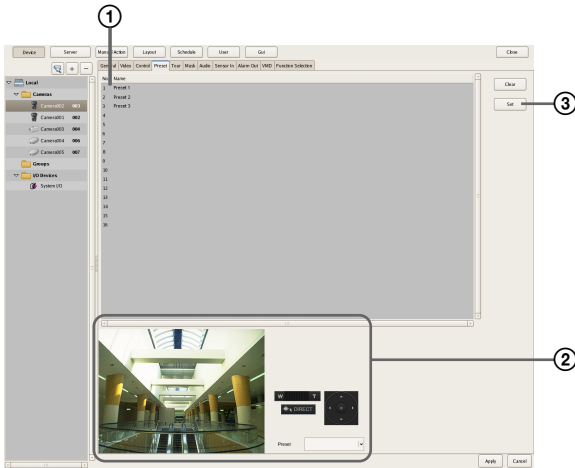 1
Device Server Manual Action Layout Schedule User Gui Close
General Video Control Preset Tour Mask Audio Sensor In Alarm Out VMD Function Selection
+ −
No Name
Local
Cameras
Camera002 003
Camera001 002
Camera003 004
Camera004 006
Camera005 007
Groups
I/O Devices
System I/O
1 Preset 1
2 Preset 2
3 Preset 3
4
5
6
7
8
9
10
11
12
13
14
15
16
Clear
Set
3
2
W T
DIRECT
Preset
Apply Cancel